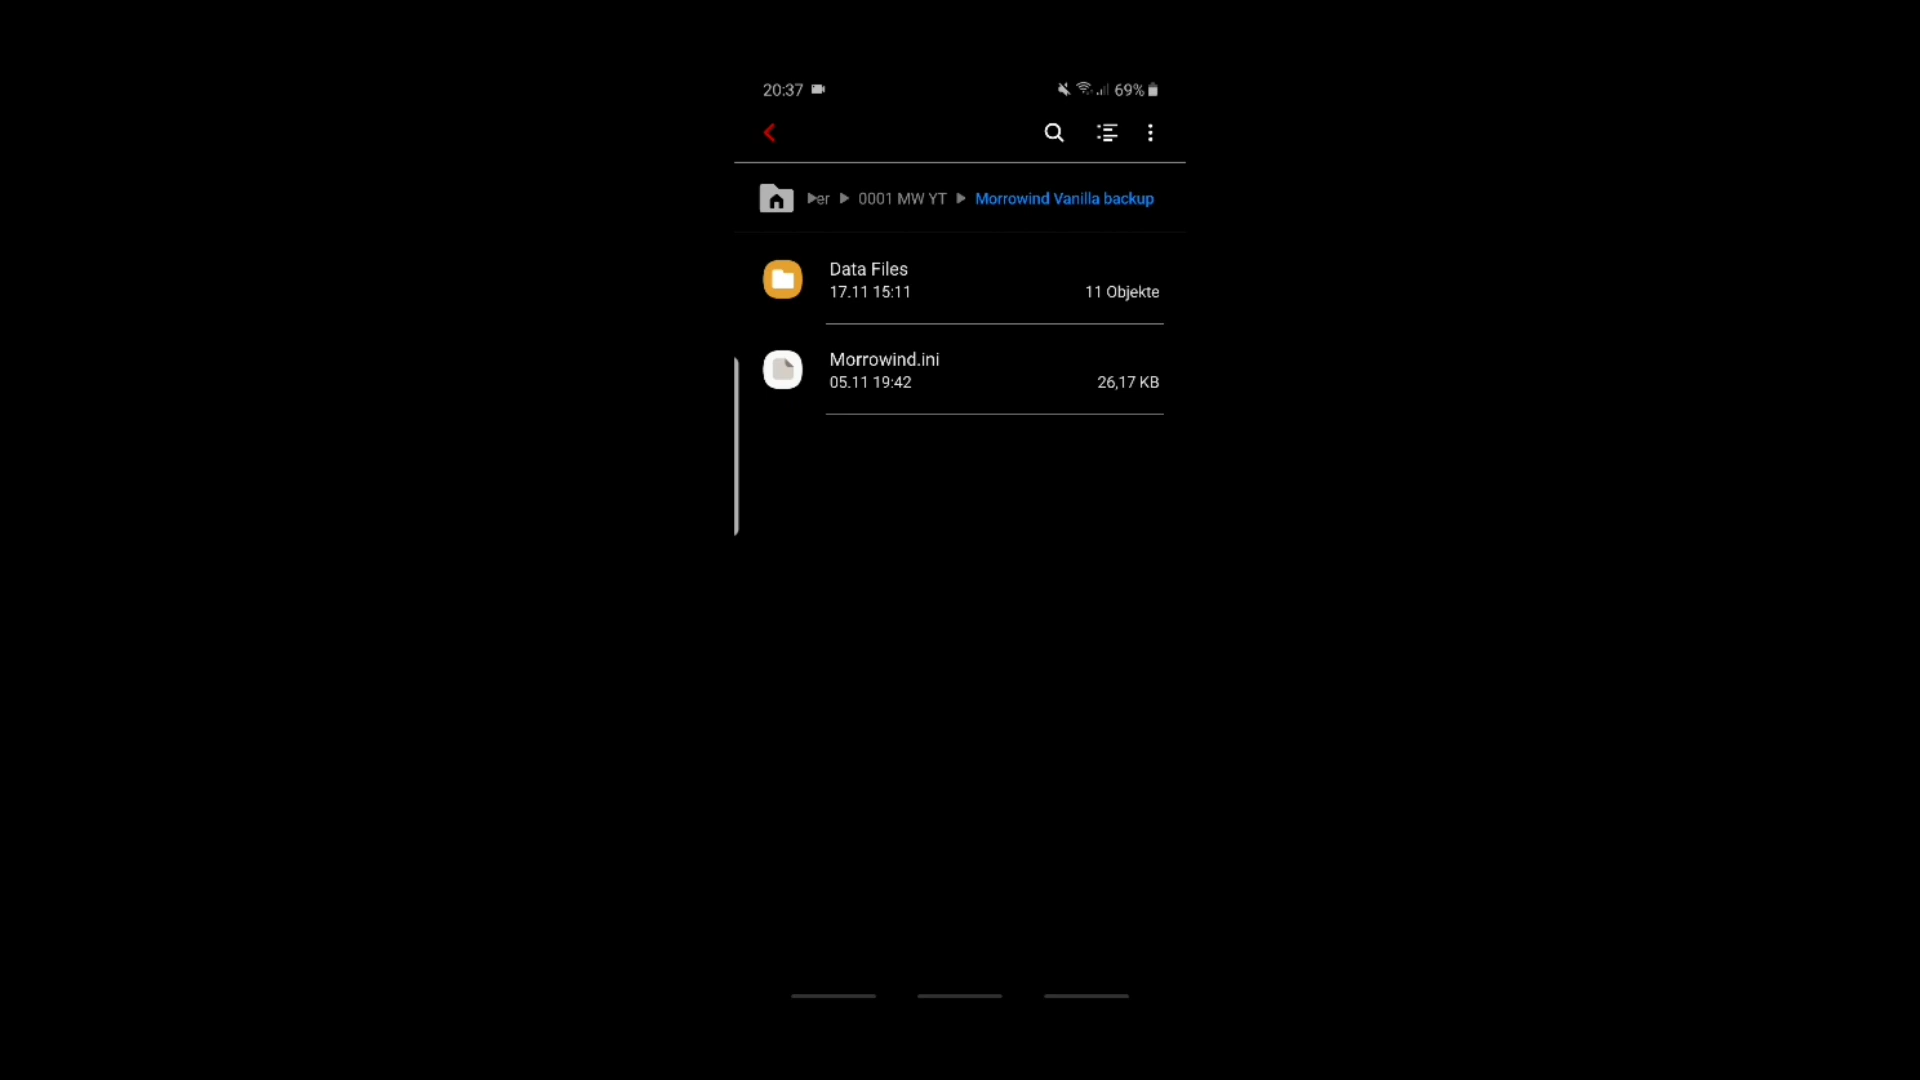 20:37 69%
er 0001 MW YT Morrowind Vanilla backup
Data Files
17.11 15:11 11 Objekte
Morrowind.ini
05.11 19:42 26,17 KB